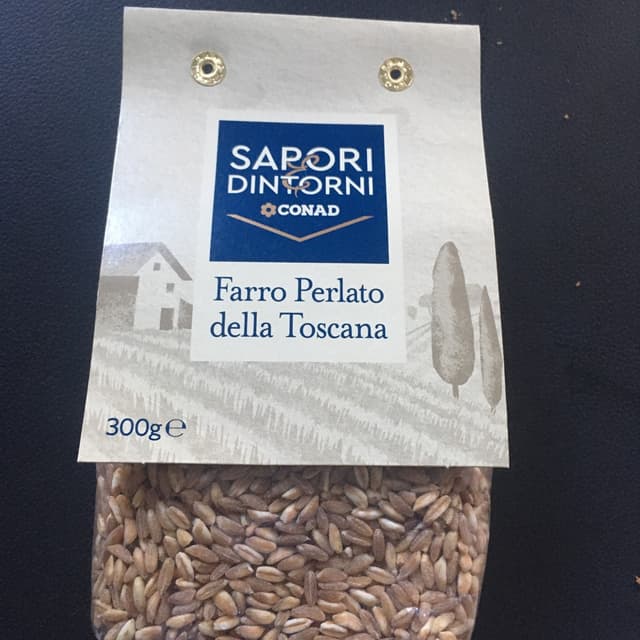 SAPORI
&
DINTORNI
CONAD
Farro Perlato
della Toscana
300g ℮